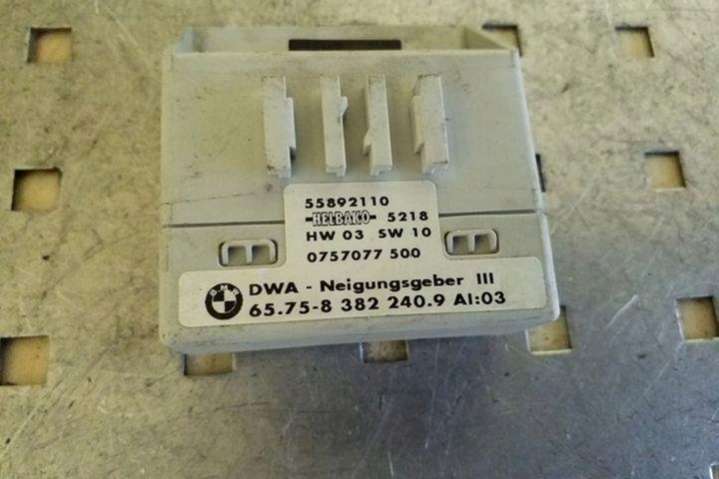 55892110
HELBAKO 5218
HW 03 SW 10
0757077 500
BMW DWA - Neigungsgeber III
65.75-8 382 240.9 AI:03